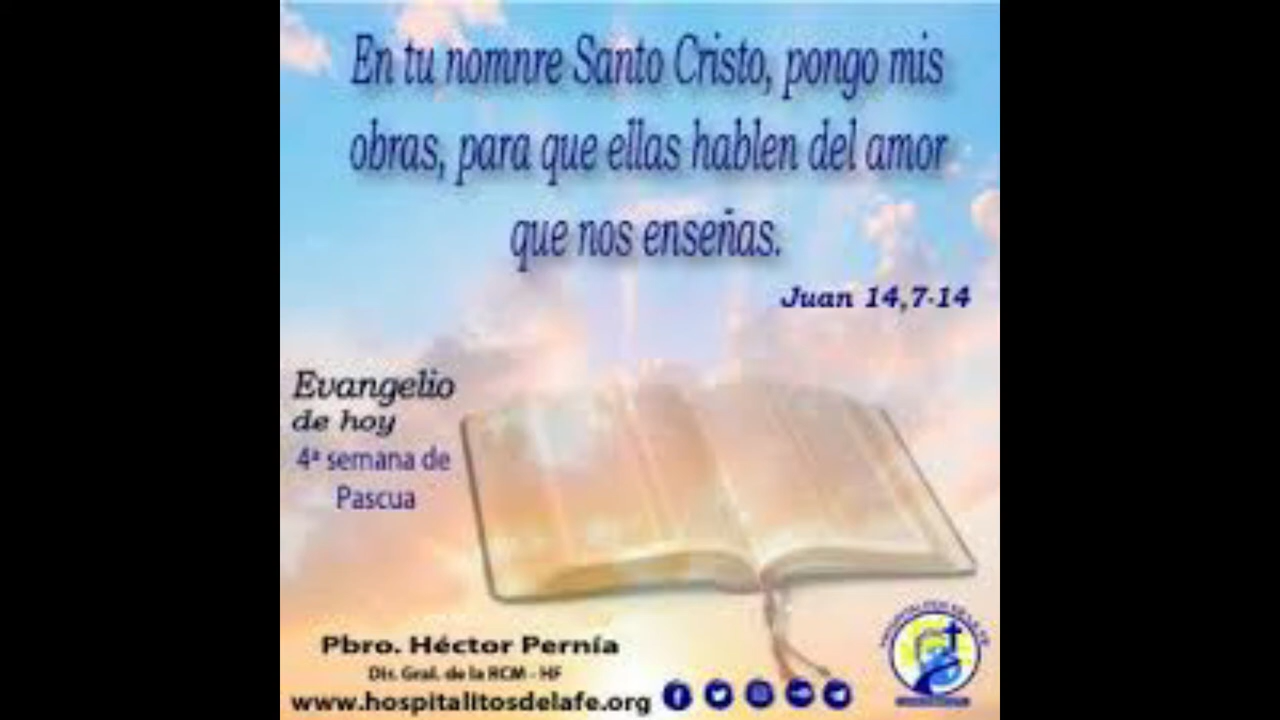 En tu nomnre Santo Cristo, pongo mis
obras, para que ellas hablen del amor
que nos enseñas.
Juan 14,7-14
Evangelio
de hoy
4ª semana de
Pascua
Pbro. Héctor Pernía
Dir. Gral. de la RCM - HF
www.hospitalitosdelafe.org